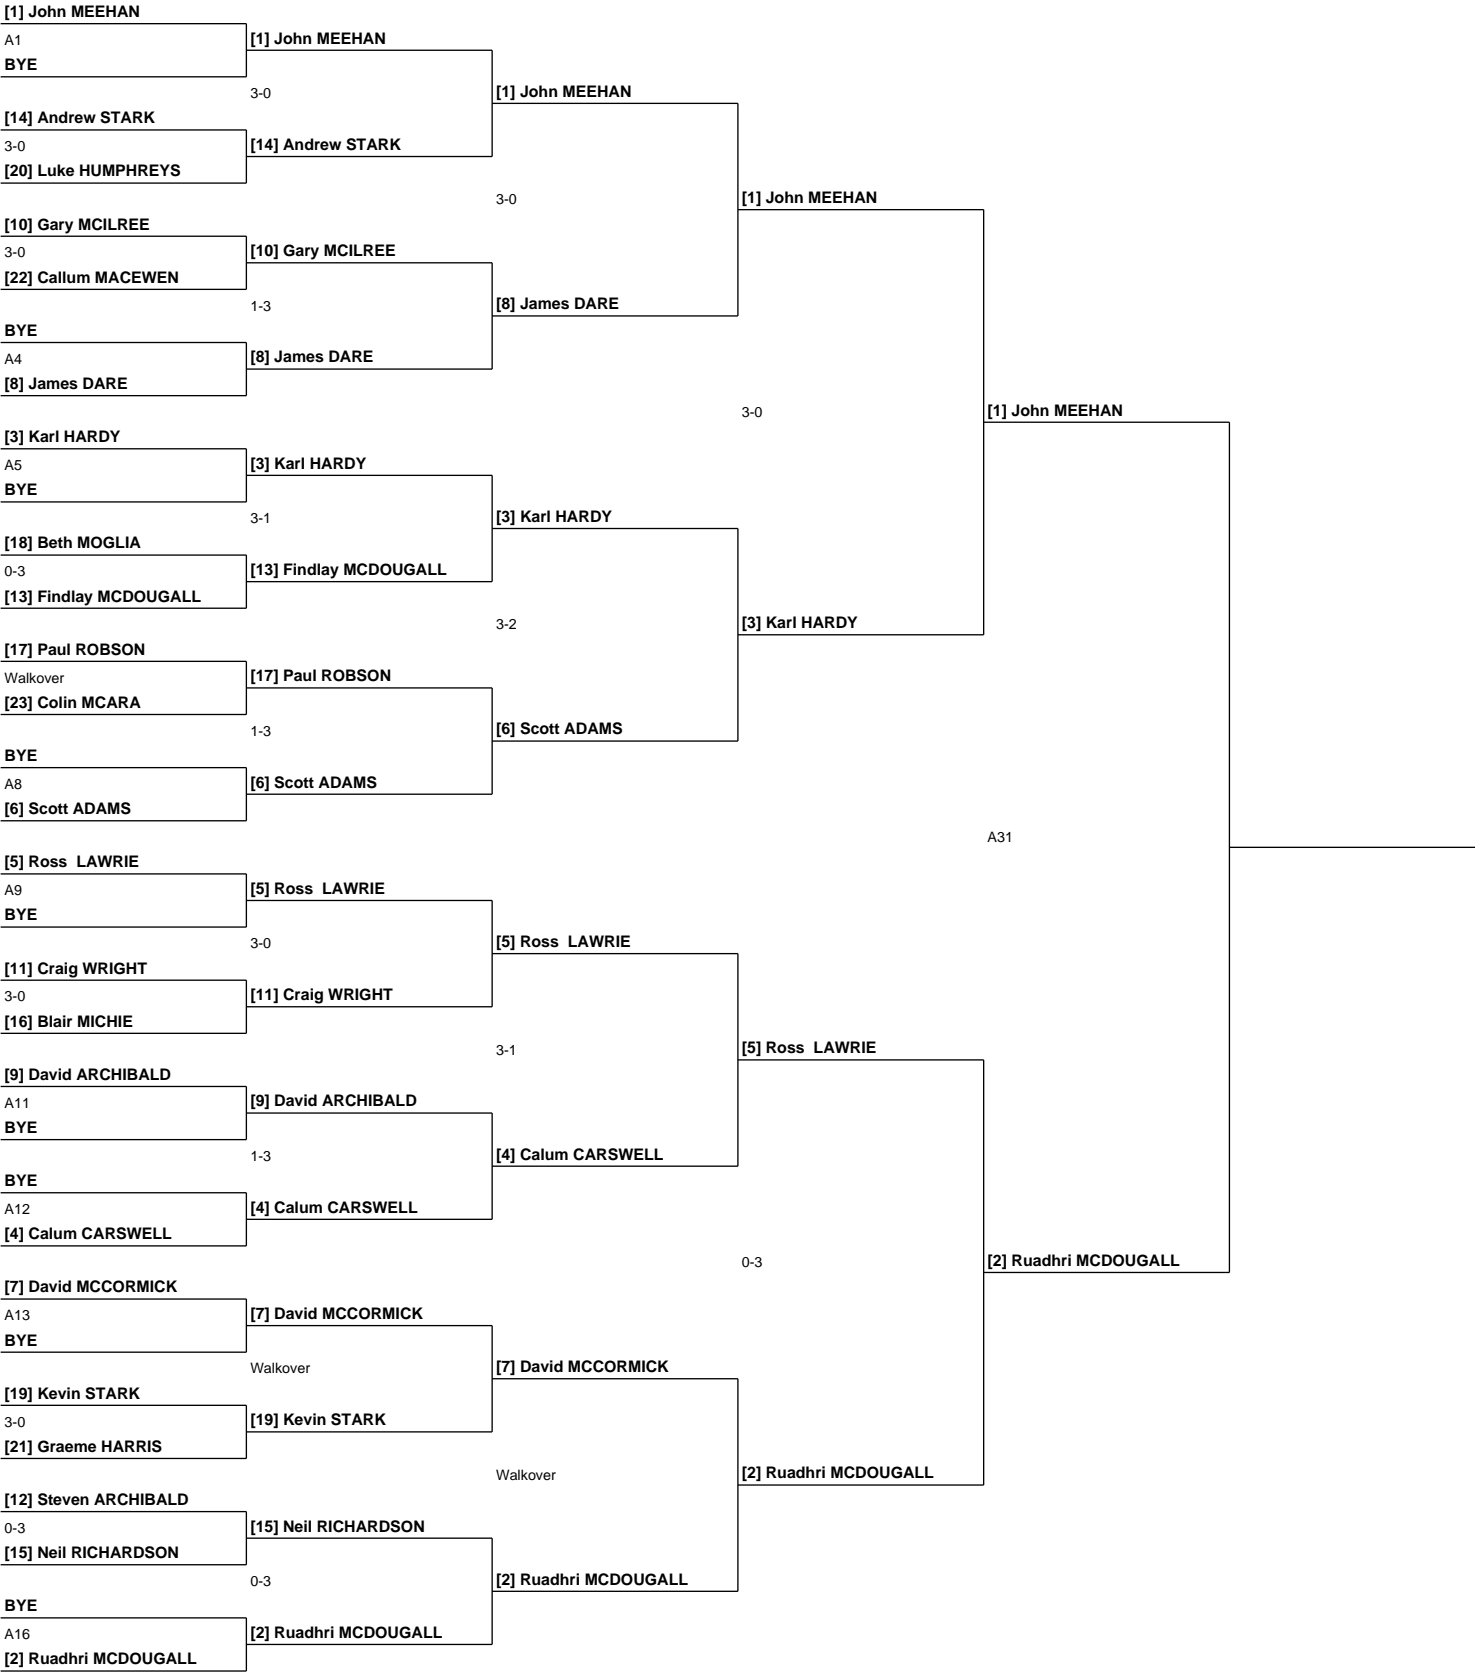 [1] John MEEHAN
A1
BYE
[14] Andrew STARK
3-0
[20] Luke HUMPHREYS
[10] Gary MCILREE
3-0
[22] Callum MACEWEN
BYE
A4
[8] James DARE
[3] Karl HARDY
A5
BYE
[18] Beth MOGLIA
0-3
[13] Findlay MCDOUGALL
[17] Paul ROBSON
Walkover
[23] Colin MCARA
BYE
A8
[6] Scott ADAMS
[5] Ross  LAWRIE
A9
BYE
[11] Craig WRIGHT
3-0
[16] Blair MICHIE
[9] David ARCHIBALD
A11
BYE
BYE
A12
[4] Calum CARSWELL
[7] David MCCORMICK
A13
BYE
[19] Kevin STARK
3-0
[21] Graeme HARRIS
[12] Steven ARCHIBALD
0-3
[15] Neil RICHARDSON
BYE
A16
[2] Ruadhri MCDOUGALL
[1] John MEEHAN
3-0
[14] Andrew STARK
[10] Gary MCILREE
1-3
[8] James DARE
[3] Karl HARDY
3-1
[13] Findlay MCDOUGALL
[17] Paul ROBSON
1-3
[6] Scott ADAMS
[5] Ross  LAWRIE
3-0
[11] Craig WRIGHT
[9] David ARCHIBALD
1-3
[4] Calum CARSWELL
[7] David MCCORMICK
Walkover
[19] Kevin STARK
[15] Neil RICHARDSON
0-3
[2] Ruadhri MCDOUGALL
[1] John MEEHAN
3-0
[8] James DARE
[3] Karl HARDY
3-2
[6] Scott ADAMS
[5] Ross  LAWRIE
3-1
[4] Calum CARSWELL
[7] David MCCORMICK
Walkover
[2] Ruadhri MCDOUGALL
[1] John MEEHAN
3-0
[3] Karl HARDY
[5] Ross  LAWRIE
0-3
[2] Ruadhri MCDOUGALL
[1] John MEEHAN
A31
[2] Ruadhri MCDOUGALL